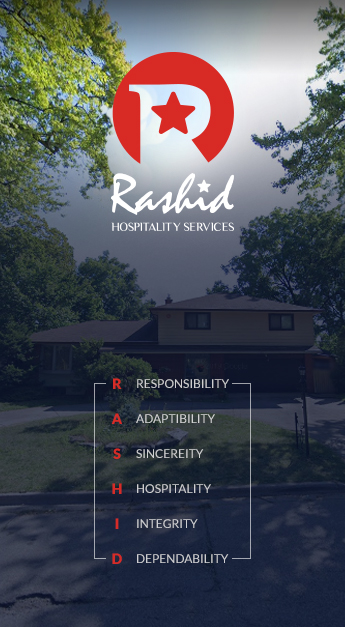 Rashid
HOSPITALITY SERVICES
R RESPONSIBILITY
A ADAPTIBILITY
S SINCEREITY
H HOSPITALITY
I INTEGRITY
D DEPENDABILITY